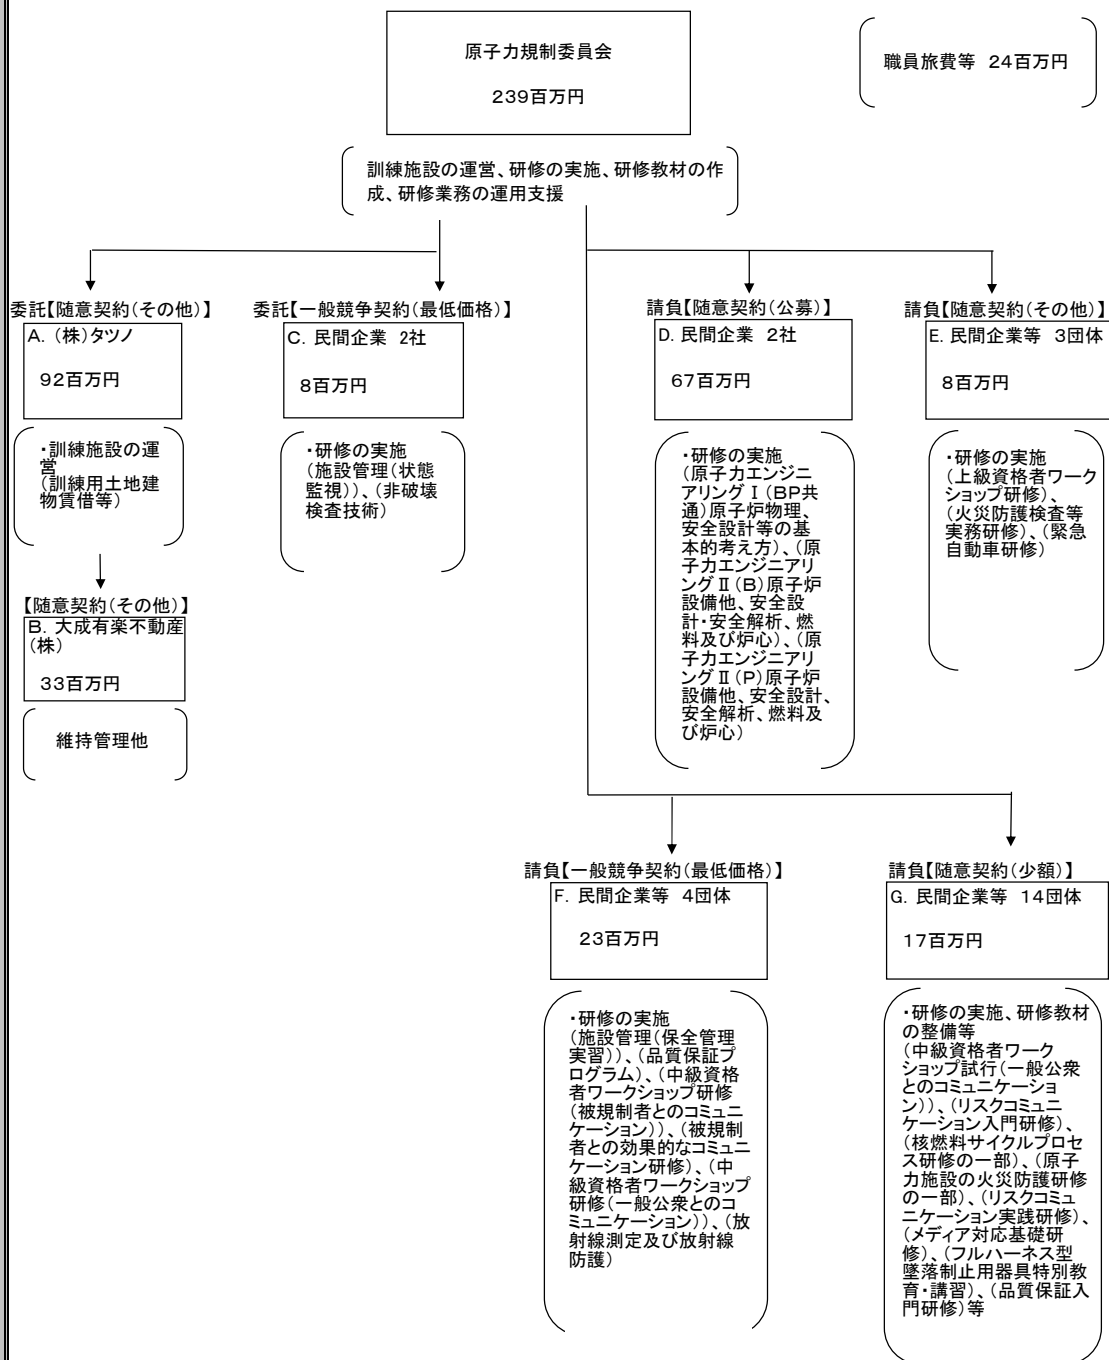 原子力規制委員会
239百万円
職員旅費等 24百万円
訓練施設の運営、研修の実施、研修教材の作
成、研修業務の運用支援
委託【随意契約(その他)】
A. (株)タツノ
92百万円
・訓練施設の運
営
(訓練用土地建
物賃借等)
【随意契約(その他)】
B. 大成有楽不動産
(株)
33百万円
維持管理他
委託【一般競争契約(最低価格)】
C. 民間企業 2社
8百万円
・研修の実施
(施設管理(状態
監視))、(非破壊
検査技術)
請負【随意契約(公募)】
D. 民間企業 2社
67百万円
・研修の実施
(原子力エンジニ
アリングⅠ(BP共
通)原子炉物理、
安全設計等の基
本的考え方)、(原
子力エンジニアリ
ングⅡ(B)原子炉
設備他、安全設
計・安全解析、燃
料及び炉心)、(原
子力エンジニアリ
ングⅡ(P)原子炉
設備他、安全設計、
安全解析、燃料及
び炉心)
請負【随意契約(その他)】
E. 民間企業等 3団体
8百万円
・研修の実施
(上級資格者ワーク
ショップ研修)、
(火災防護検査等
実務研修)、(緊急
自動車研修)
請負【一般競争契約(最低価格)】
F. 民間企業等 4団体
23百万円
・研修の実施
(施設管理(保全管理
実習))、(品質保証プ
ログラム)、(中級資格
者ワークショップ研修
(被規制者とのコミュニ
ケーション))、(被規制
者との効果的なコミュニ
ケーション研修)、(中
級資格者ワークショップ
研修(一般公衆とのコ
ミュニケーション))、(放
射線測定及び放射線
防護)
請負【随意契約(少額)】
G. 民間企業等 14団体
17百万円
・研修の実施、研修教材
の整備等
(中級資格者ワーク
ショップ試行(一般公衆
とのコミュニケーショ
ン))、(リスクコミュニ
ケーション入門研修)、
(核燃料サイクルプロセ
ス研修の一部)、(原子
力施設の火災防護研修
の一部)、(リスクコミュ
ニケーション実践研修)、
(メディア対応基礎研
修)、(フルハーネス型
墜落制止用器具特別教
育・講習)、(品質保証入
門研修)等